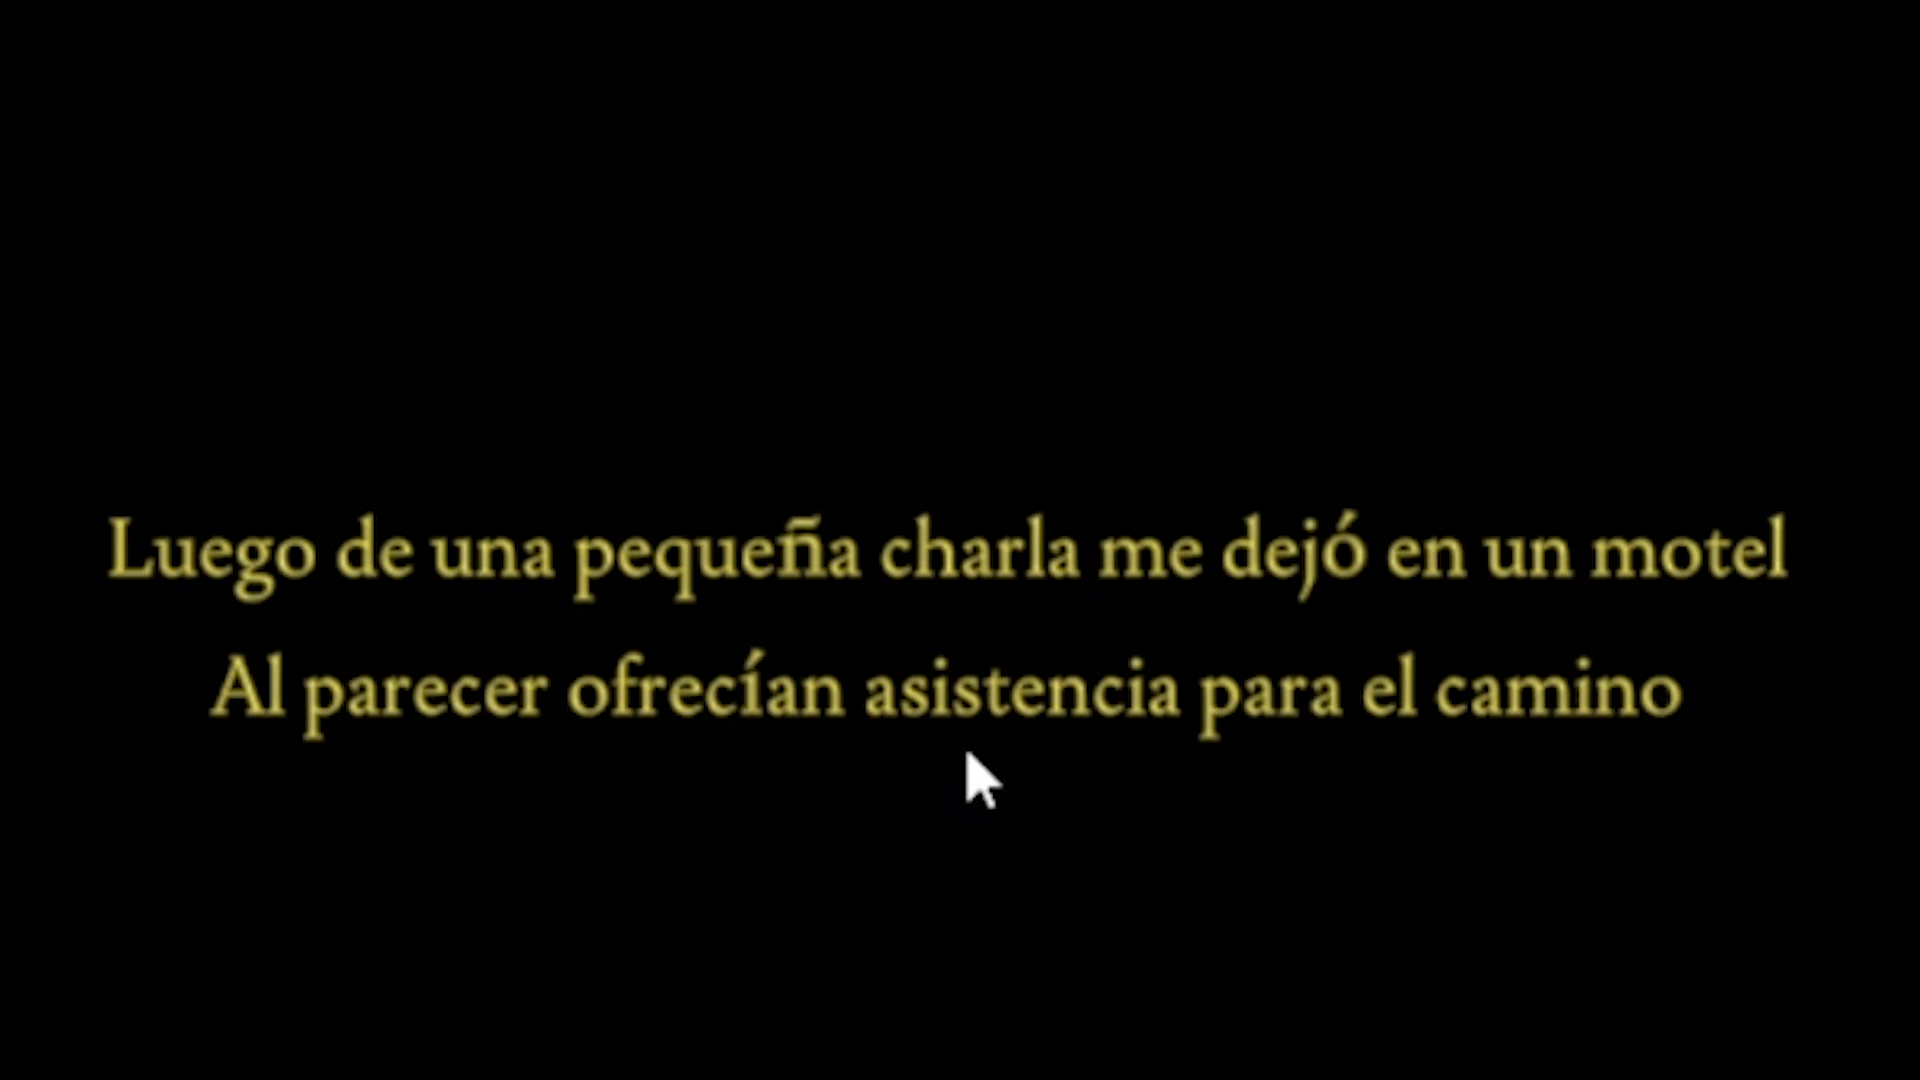 Luego de una pequeña charla me dejó en un motel
Al parecer ofrecían asistencia para el camino